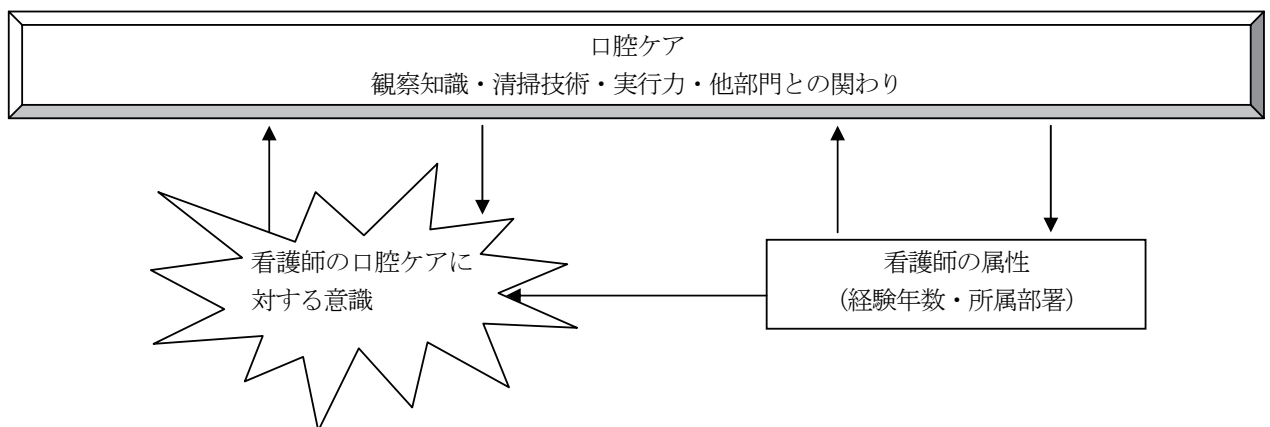 口腔ケア
観察知識・清掃技術・実行力・他部門との関わり
看護師の口腔ケアに
対する意識
看護師の属性
（経験年数・所属部署）